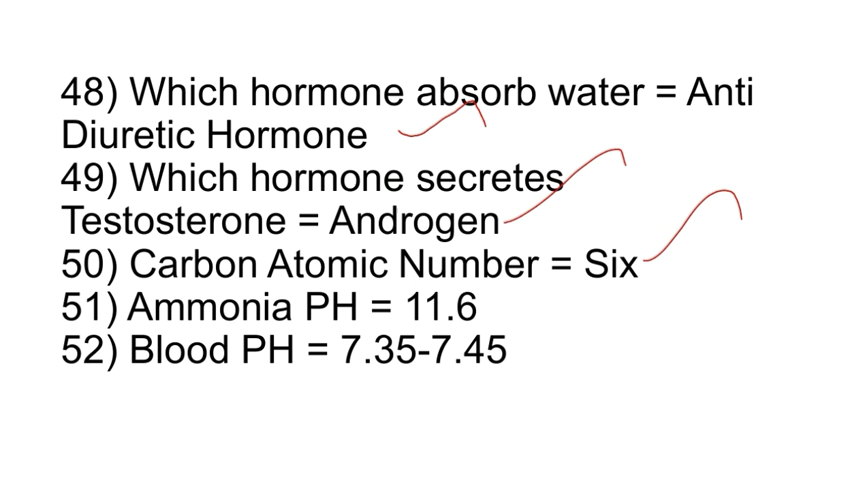 48) Which hormone absorb water = Anti
Diuretic Hormone
49) Which hormone secretes
Testosterone = Androgen
50) Carbon Atomic Number = Six
51) Ammonia PH = 11.6
52) Blood PH = 7.35-7.45